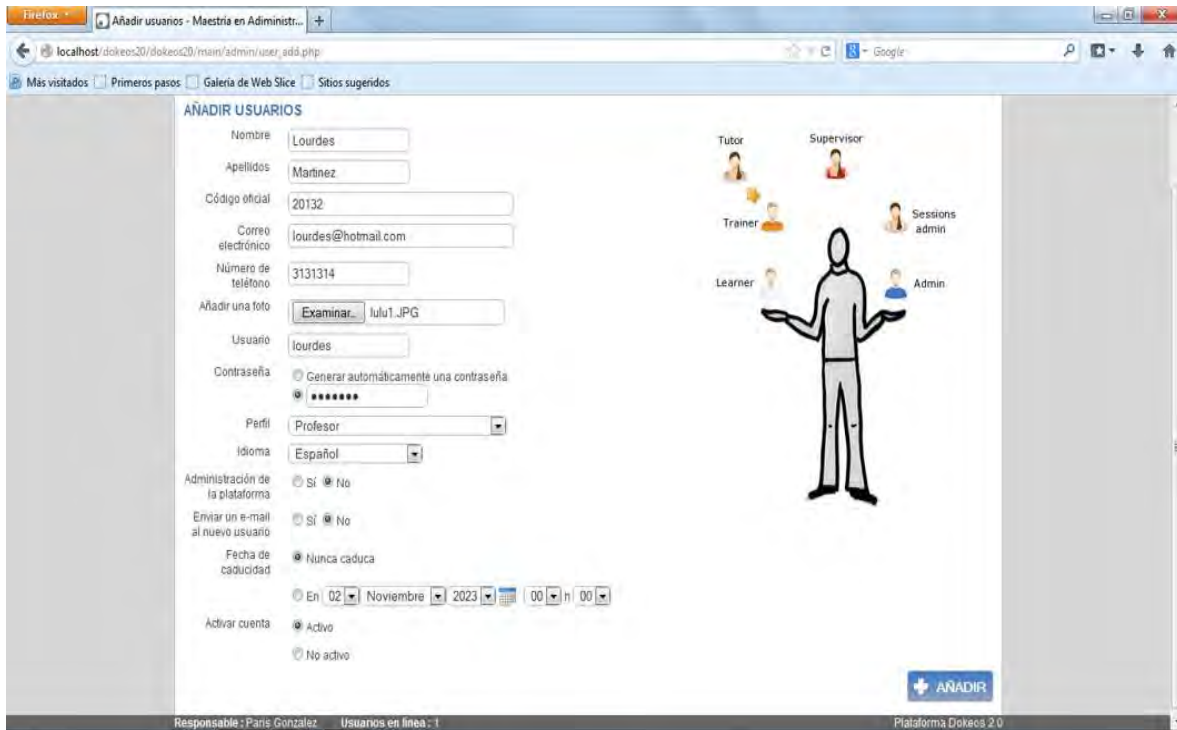 Firefox
Añadir usuarios - Maestría en Adiministr...
localhost/dokeos20/dokeos20/main/admin/user_add.php
Google
Más visitados Primeros pasos Galería de Web Slice Sitios sugeridos
AÑADIR USUARIOS
Nombre Lourdes
Apellidos Martinez
Código oficial 20132
Correo electrónico lourdes@hotmail.com
Número de teléfono 3131314
Añadir una foto Examinar.. lulu1.JPG
Usuario lourdes
Contraseña Generar automáticamente una contraseña
Perfil Profesor
Idioma Español
Administración de la plataforma Sí No
Enviar un e-mail al nuevo usuario Sí No
Fecha de caducidad Nunca caduca
En 02 Noviembre 2023 00 h 00
Activar cuenta Activo
No activo
Tutor
Supervisor
Trainer
Sessions admin
Learner
Admin
AÑADIR
Responsable : Paris Gonzalez Usuarios en línea : 1 Plataforma Dokeos 2.0